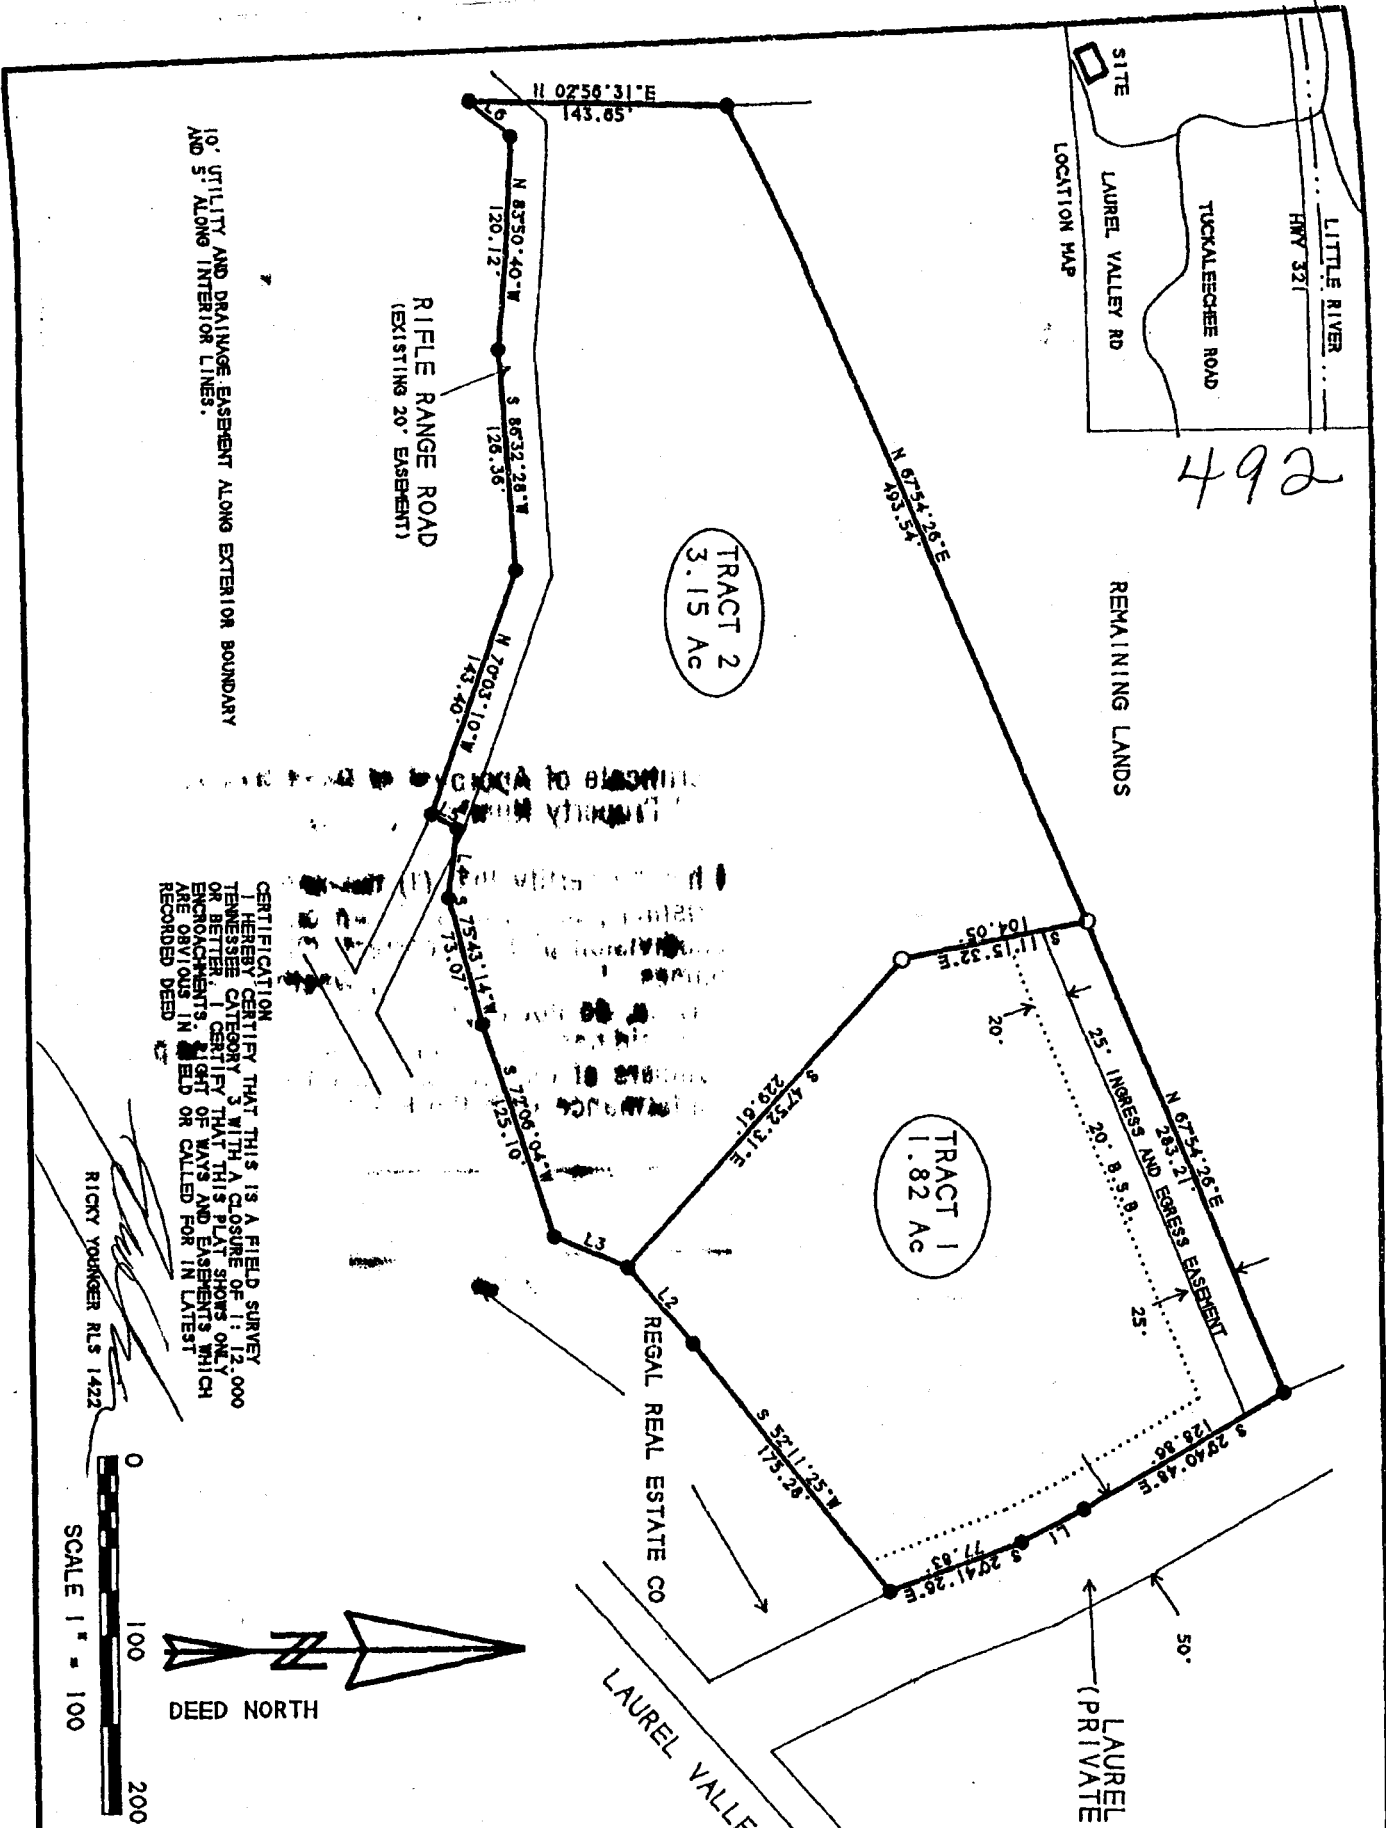 SITE
LAUREL VALLEY RD
TUCKALEECHEE ROAD
HWY 321
LITTLE RIVER
LOCATION MAP
492
REMAINING LANDS
N 02°56'31"E
143.65'
N 67°54'26"E
493.54'
N 67°54'26"E
283.21'
25' INGRESS AND EGRESS EASEMENT
20' B.S.B.
20'
25'
S 11°15'32"E
104.05'
S 47°52'31"E
229.61'
TRACT 1
1.82 Ac
TRACT 2
3.15 Ac
S 29°40'48"E
128.86'
L1
S 20°41'26"E
77.83'
S 52°11'25"W
175.28'
L2
L3
S 72°06'04"W
125.10'
S 75°43'14"W
73.07'
L4
L5
N 70°03'10"W
143.40'
S 86°32'28"W
126.36'
N 83°50'40"W
120.12'
L6
RIFLE RANGE ROAD
(EXISTING 20' EASEMENT)
REGAL REAL ESTATE CO
LAUREL
(PRIVATE
50'
LAUREL VALLE
10' UTILITY AND DRAINAGE EASEMENT ALONG EXTERIOR BOUNDARY
AND 5' ALONG INTERIOR LINES.
CERTIFICATION
I HEREBY CERTIFY THAT THIS IS A FIELD SURVEY
TENNESSEE CATEGORY 3 WITH A CLOSURE OF 1: 12,000
OR BETTER. I CERTIFY THAT THIS PLAT SHOWS ONLY
ENCROACHMENTS, RIGHT OF WAYS AND EASEMENTS WHICH
ARE OBVIOUS IN ELD OR CALLED FOR IN LATEST
RECORDED DEED
RICKY YOUNGER RLS 1422
N
DEED NORTH
0 100 200
SCALE 1" = 100